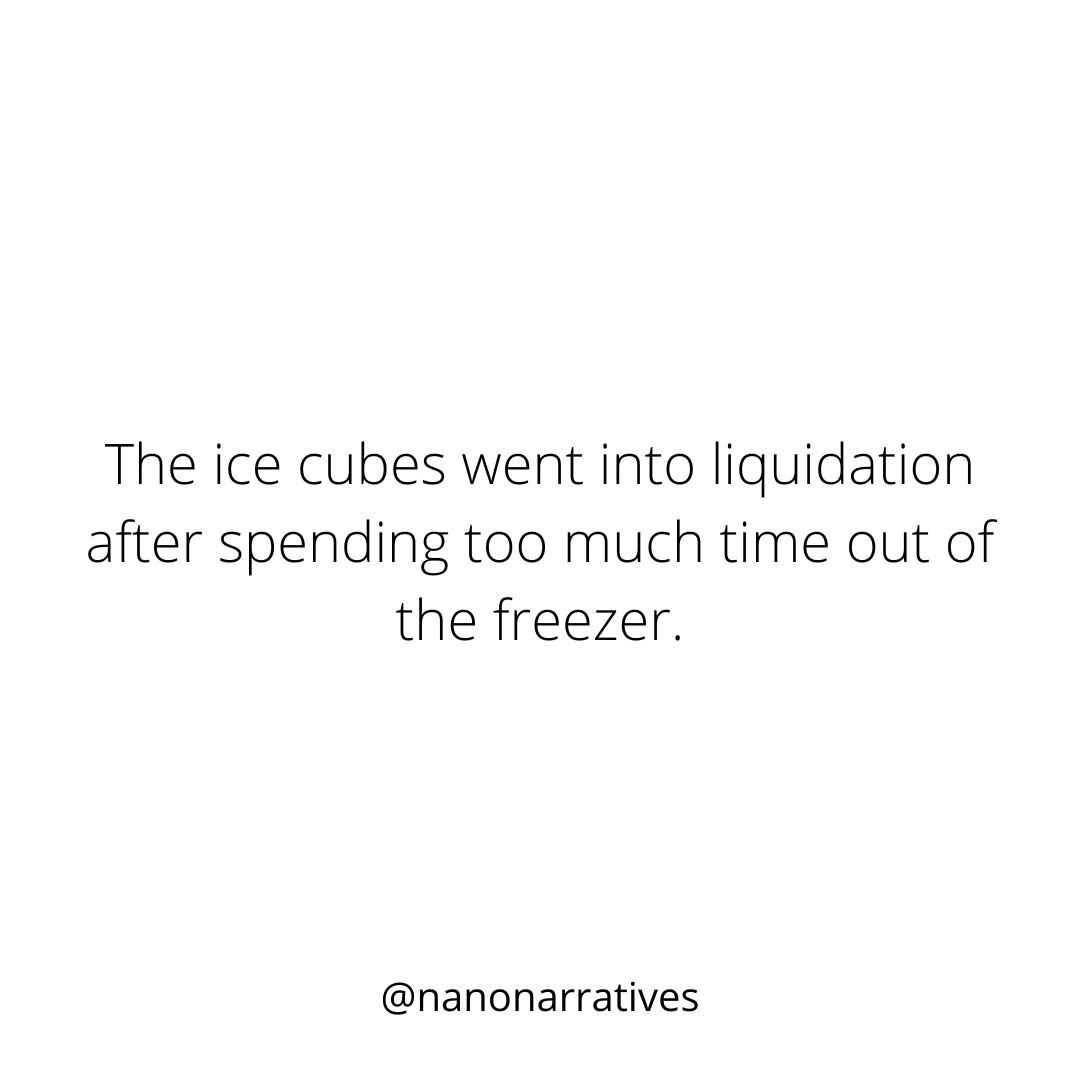 The ice cubes went into liquidation
after spending too much time out of
the freezer.
@nanonarratives